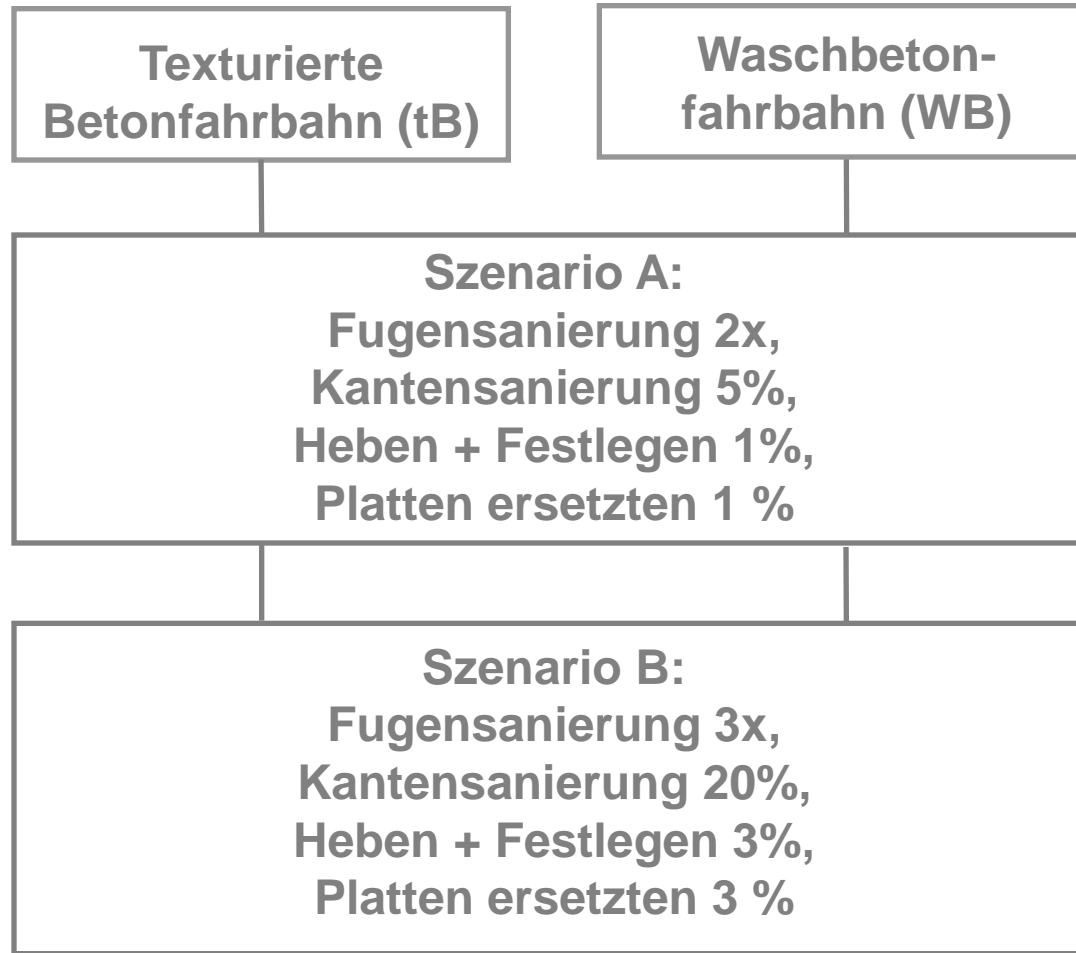 Texturierte
Betonfahrbahn (tB)
Waschbeton-
fahrbahn (WB)
Szenario A:
Fugensanierung 2x,
Kantensanierung 5%,
Heben + Festlegen 1%,
Platten ersetzten 1 %
Szenario B:
Fugensanierung 3x,
Kantensanierung 20%,
Heben + Festlegen 3%,
Platten ersetzten 3 %